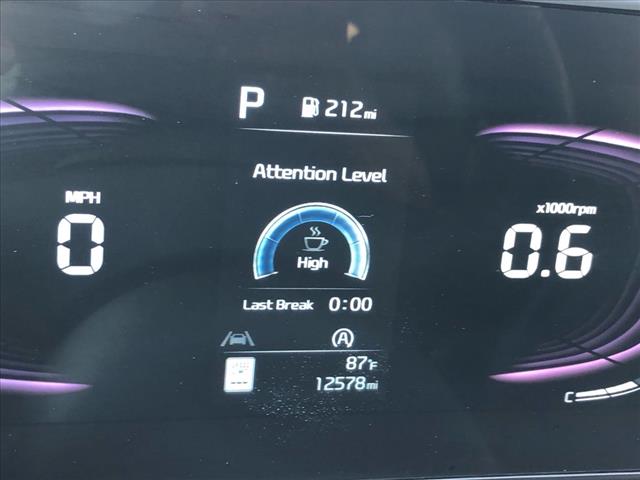 P 212mi
Attention Level
MPH
0
x1000rpm
0.6
High
Last Break 0:00
A
87°F
12578mi
C